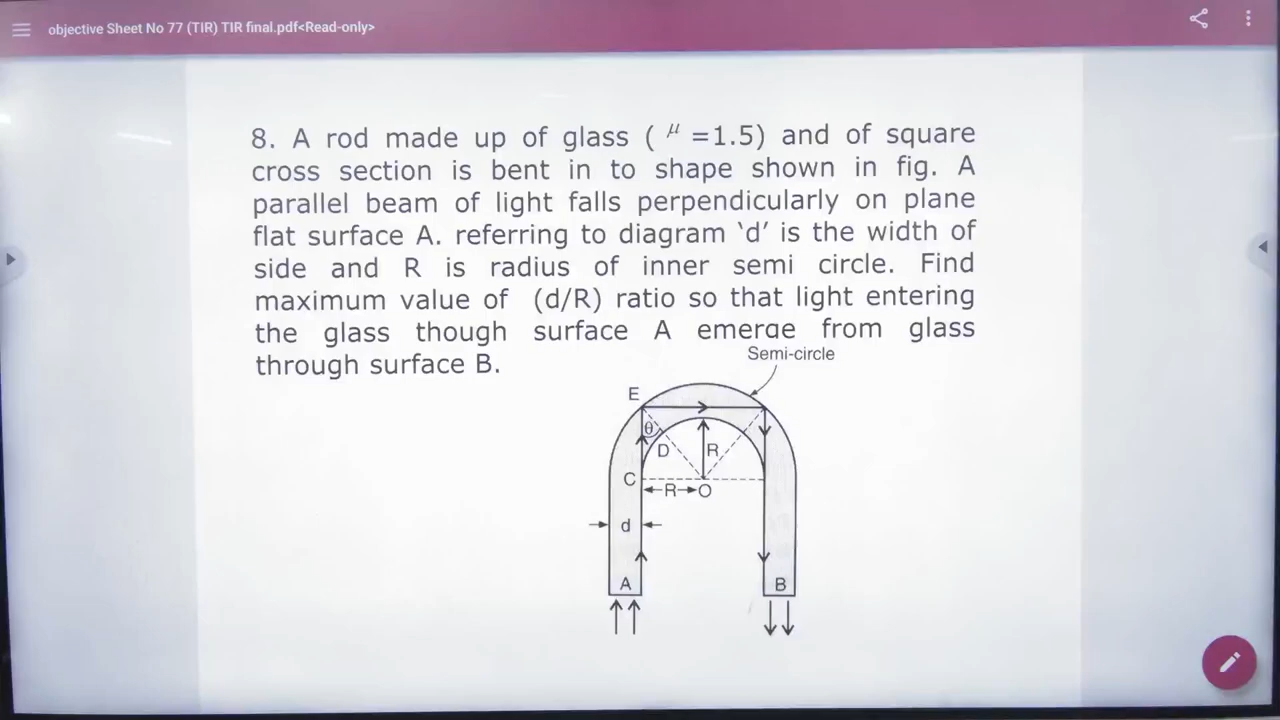 objective Sheet No 77 (TIR) TIR final.pdf<Read-only>
8. A rod made up of glass ( μ =1.5) and of square
cross section is bent in to shape shown in fig. A
parallel beam of light falls perpendicularly on plane
flat surface A. referring to diagram ‘d’ is the width of
side and R is radius of inner semi circle. Find
maximum value of (d/R) ratio so that light entering
the glass though surface A emerge from glass
through surface B.
Semi-circle
E
θ
D
R
C
R
O
d
A
B